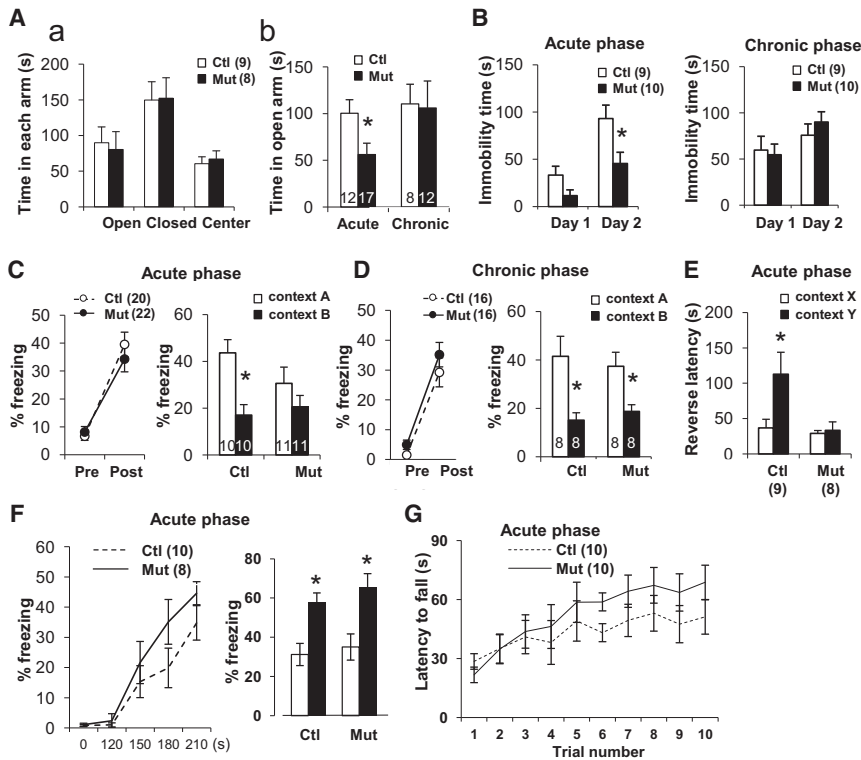 A
a
Time in each arm (s)
200
150
100
50
0
Ctl (9)
Mut (8)
Open Closed Center
b
Time in open arm (s)
150
100
50
0
Ctl
Mut
*
12 17 8 12
Acute Chronic
B
Acute phase
Immobility time (s)
150
100
50
0
Ctl (9)
Mut (10)
*
Day 1 Day 2
Chronic phase
Immobility time (s)
150
100
50
0
Ctl (9)
Mut (10)
Day 1 Day 2
C
Acute phase
% freezing
50
40
30
20
10
0
Ctl (20)
Mut (22)
Pre Post
% freezing
60
40
20
0
context A
context B
*
10 10 11 11
Ctl Mut
D
Chronic phase
% freezing
50
40
30
20
10
0
Ctl (16)
Mut (16)
Pre Post
% freezing
60
40
20
0
context A
context B
* *
8 8 8 8
Ctl Mut
E
Acute phase
Reverse latency (s)
200
150
100
50
0
context X
context Y
*
Ctl Mut
(9) (8)
F
Acute phase
% freezing
60
50
40
30
20
10
0
Ctl (10)
Mut (8)
0 120 150 180 210 (s)
% freezing
80
60
40
20
0
* *
Ctl Mut
G
Acute phase
Latency to fall (s)
90
60
30
0
Ctl (10)
Mut (10)
1 2 3 4 5 6 7 8 9 10
Trial number